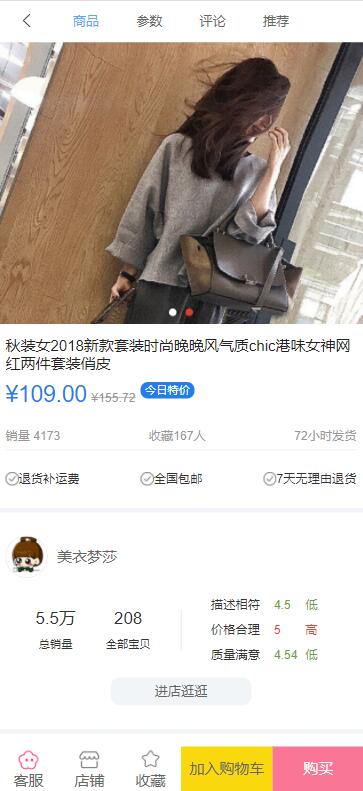 商品 参数 评论 推荐
秋装女2018新款套装时尚晚晚风气质chic港味女神网
红两件套装俏皮
¥109.00 ¥155.72 今日特价
销量 4173 收藏167人 72小时发货
退货补运费 全国包邮 7天无理由退货
美衣梦莎
5.5万 208
总销量 全部宝贝
描述相符 4.5 低
价格合理 5 高
质量满意 4.54 低
进店逛逛
客服 店铺 收藏 加入购物车 购买